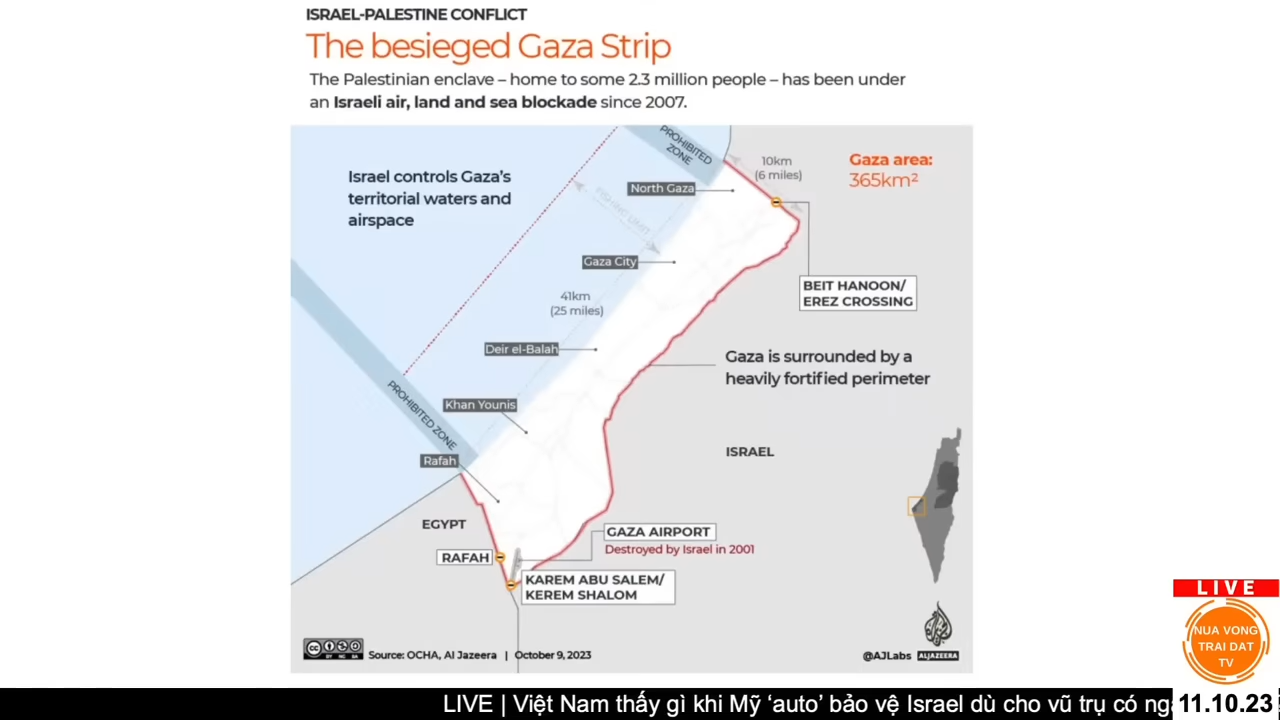 ISRAEL-PALESTINE CONFLICT
The besieged Gaza Strip
The Palestinian enclave – home to some 2.3 million people – has been under
an Israeli air, land and sea blockade since 2007.
PROHIBITED
ZONE
10km
(6 miles)
Gaza area:
365km²
Israel controls Gaza's
territorial waters and
airspace
North Gaza
FISHING LIMIT
Gaza City
BEIT HANOON/
EREZ CROSSING
41km
(25 miles)
Deir el-Balah
Gaza is surrounded by a
heavily fortified perimeter
PROHIBITED ZONE
Khan Younis
ISRAEL
Rafah
EGYPT
GAZA AIRPORT
Destroyed by Israel in 2001
RAFAH
KAREM ABU SALEM/
KEREM SHALOM
cc
BY NC SA
Source: OCHA, Al Jazeera | October 9, 2023
@AJLabs ALJAZEERA
LIVE
NUA VONG
TRAI DAT
TV
LIVE | Việt Nam thấy gì khi Mỹ ‘auto’ bảo vệ Israel dù cho vũ trụ có
11.10.23